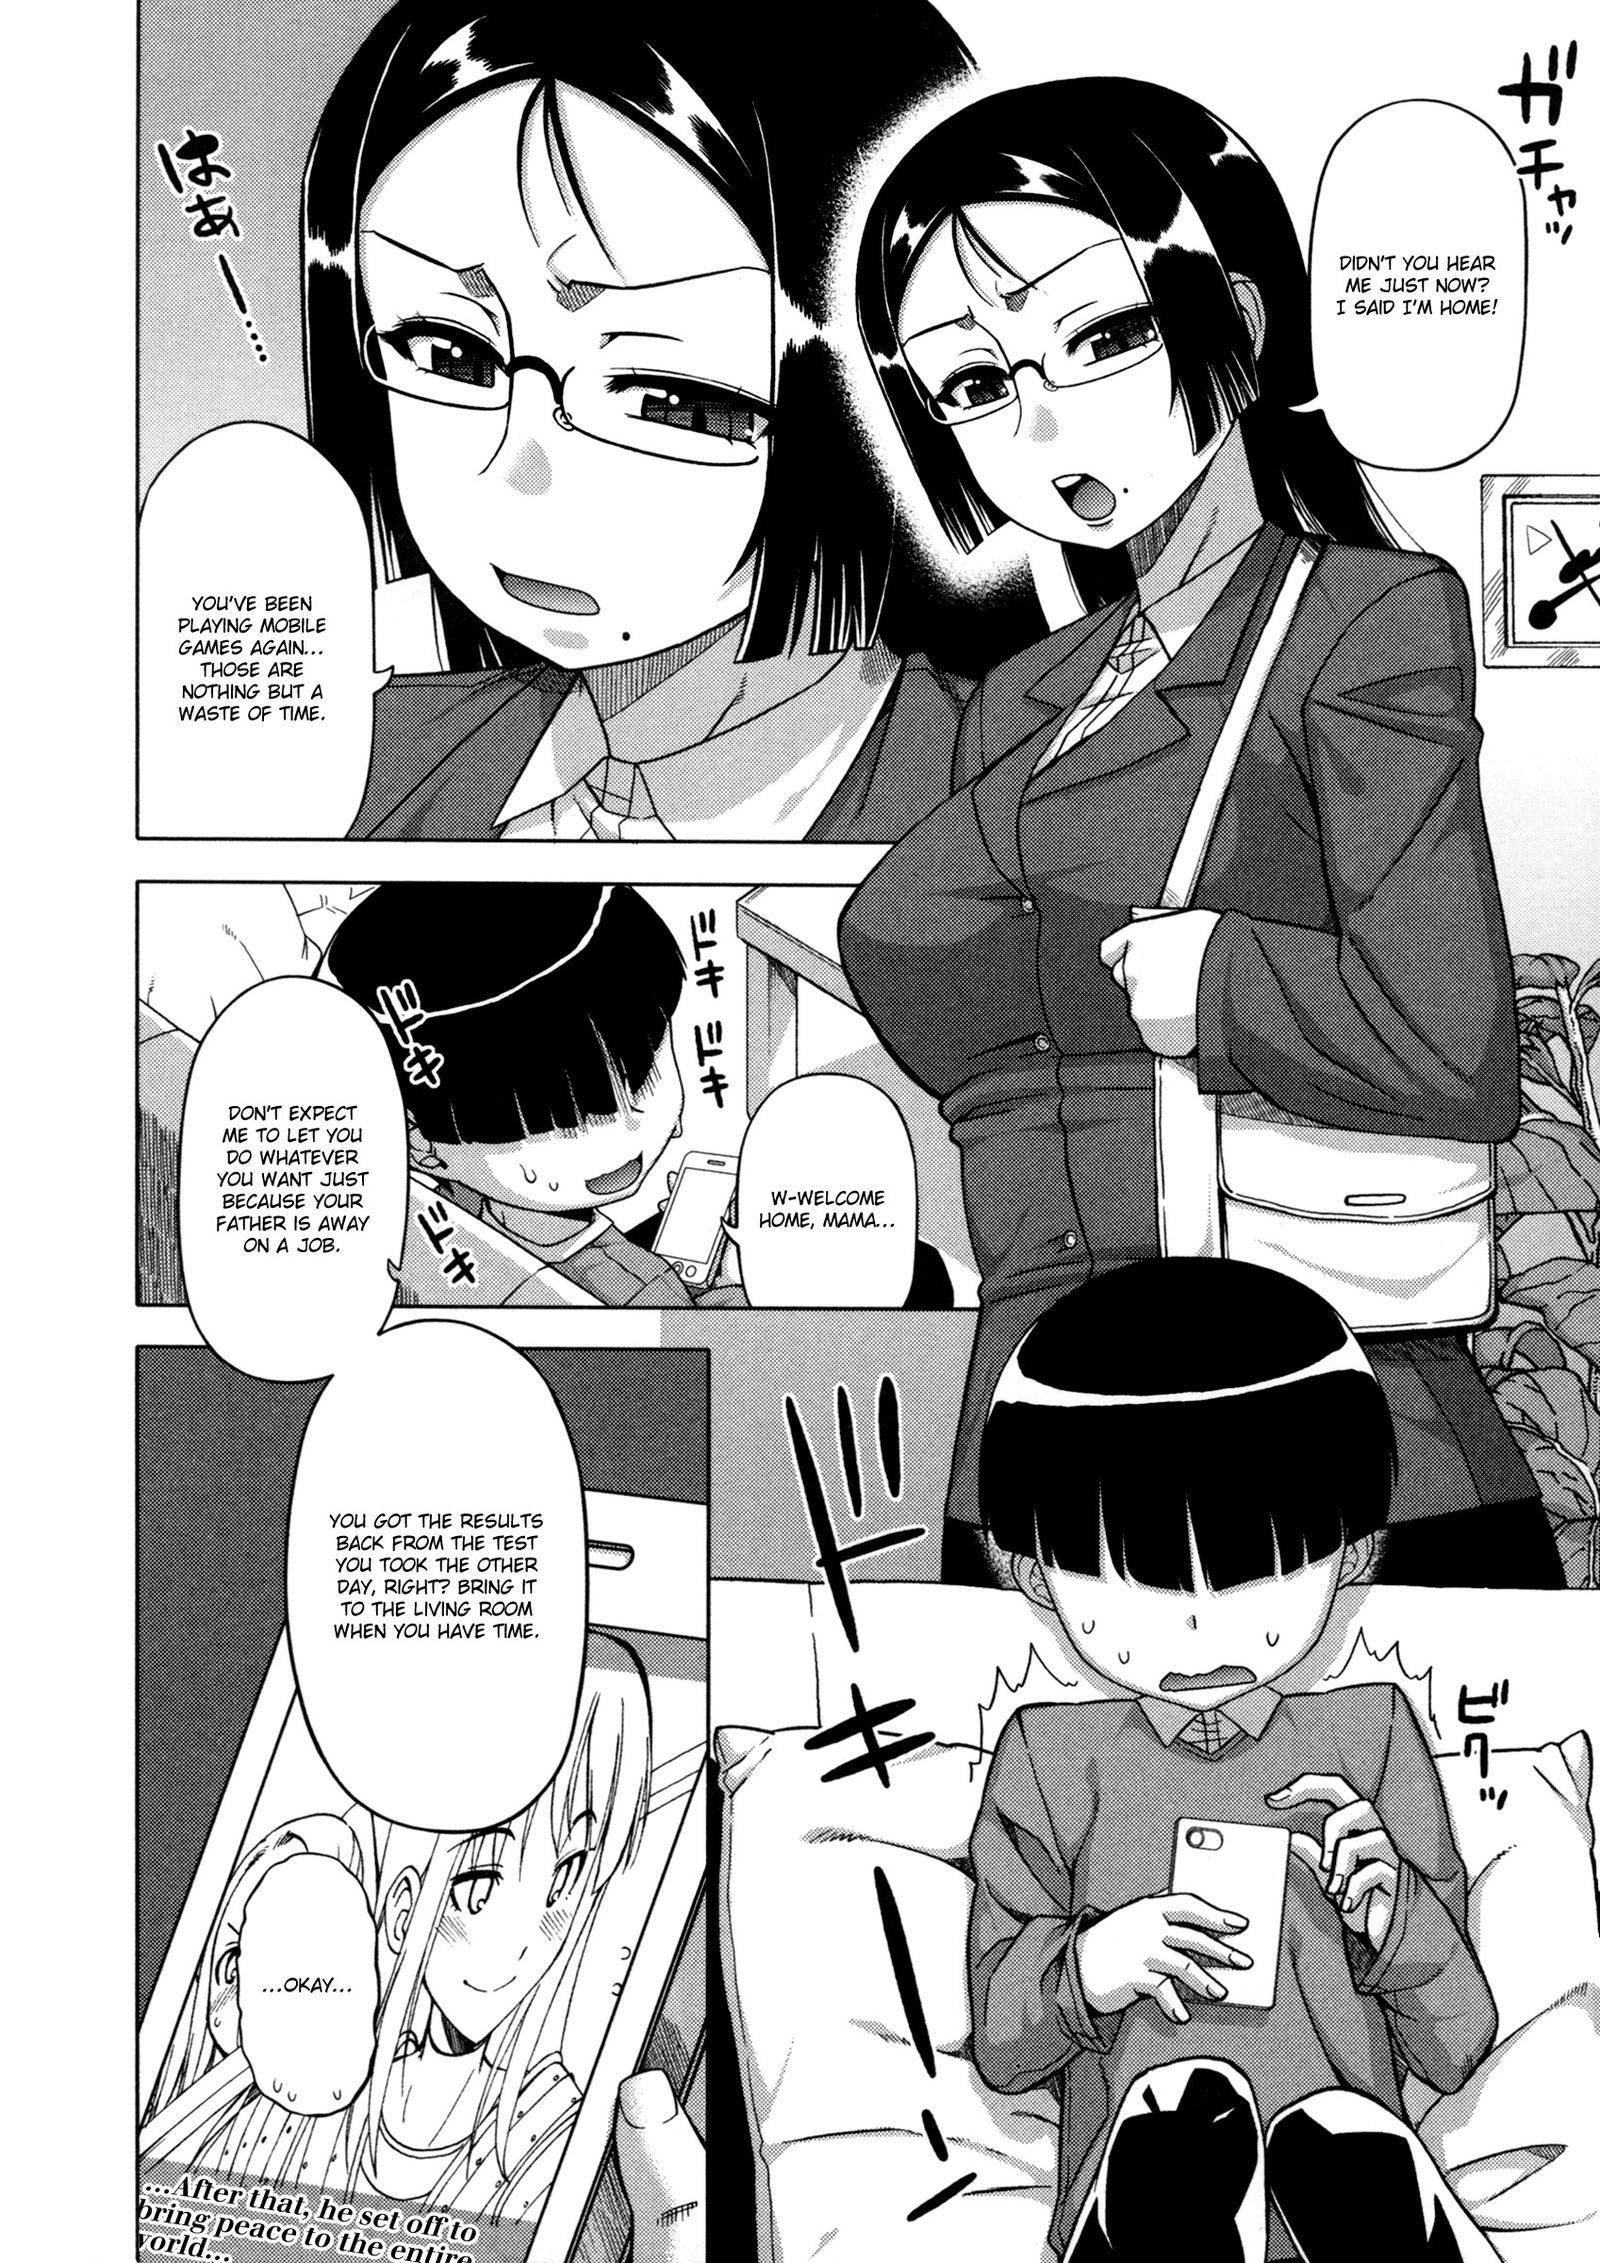 ガチャッ
DIDN'T YOU HEAR
ME JUST NOW?
I SAID I'M HOME!
はぁー……
YOU'VE BEEN
PLAYING MOBILE
GAMES AGAIN...
THOSE ARE
NOTHING BUT A
WASTE OF TIME.
ドキ
ドキ
ドキ
ドキ
W-WELCOME
HOME, MAMA...
DON'T EXPECT
ME TO LET YOU
DO WHATEVER
YOU WANT JUST
BECAUSE YOUR
FATHER IS AWAY
ON A JOB.
ドキーーー!
ビクッ
YOU GOT THE RESULTS
BACK FROM THE TEST
YOU TOOK THE OTHER
DAY, RIGHT? BRING IT
TO THE LIVING ROOM
WHEN YOU HAVE TIME.
...OKAY...
...After that, he set off to
bring peace to the entire
world...